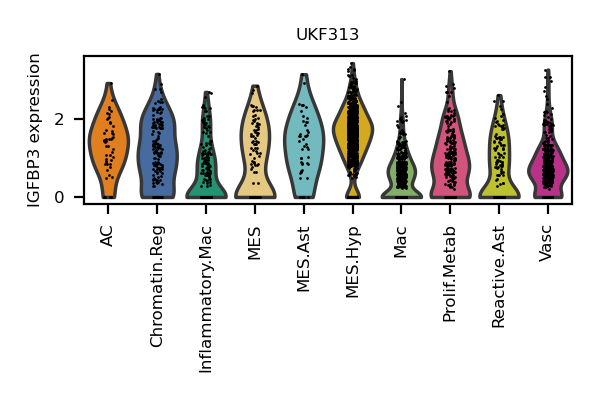 UKF313
IGFBP3 expression
2
0
AC
Chromatin.Reg
Inflammatory.Mac
MES
MES.Ast
MES.Hyp
Mac
Prolif.Metab
Reactive.Ast
Vasc